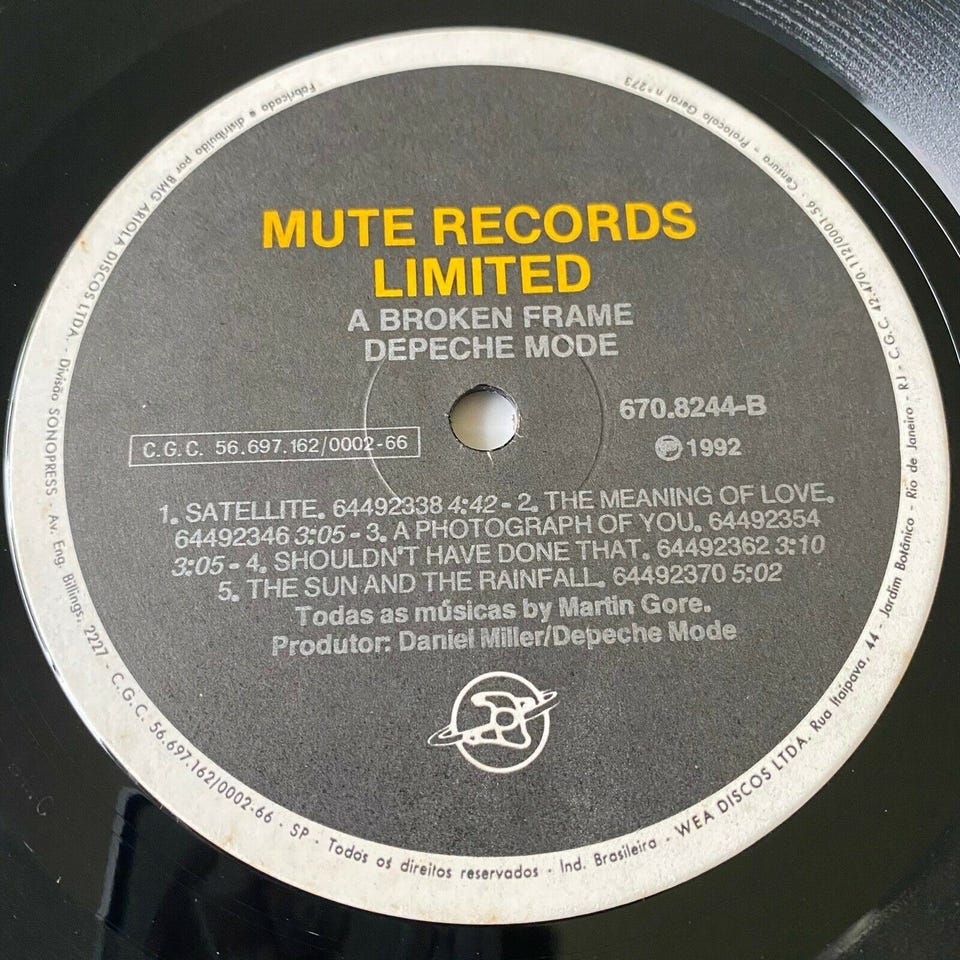 MUTE RECORDS
LIMITED
A BROKEN FRAME
DEPECHE MODE
670.8244-B
C.G.C. 56.697.162/0002-66
Ⓟ1992
1. SATELLITE. 64492338 4:42 - 2. THE MEANING OF LOVE.
64492346 3:05 - 3. A PHOTOGRAPH OF YOU. 64492354
3:05 - 4. SHOULDN'T HAVE DONE THAT. 64492362 3:10
5. THE SUN AND THE RAINFALL. 64492370 5:02
Todas as músicas by Martin Gore.
Produtor: Daniel Miller/Depeche Mode
Fabricado e distribuído por BMG ARIOLA DISCOS LTDA. - Divisão SONOPRESS - Av. Eng. Billings, 2227 - C.G.C. 56.697.162/0002-66 - SP - Todos os direitos reservados - Ind. Brasileira - WEA DISCOS LTDA. Rua Itaipava, 44 - Jardim Botânico - Rio de Janeiro - RJ - C.G.C. 42.470.112/0001-56 - Censura - Protocolo Geral n.º 273